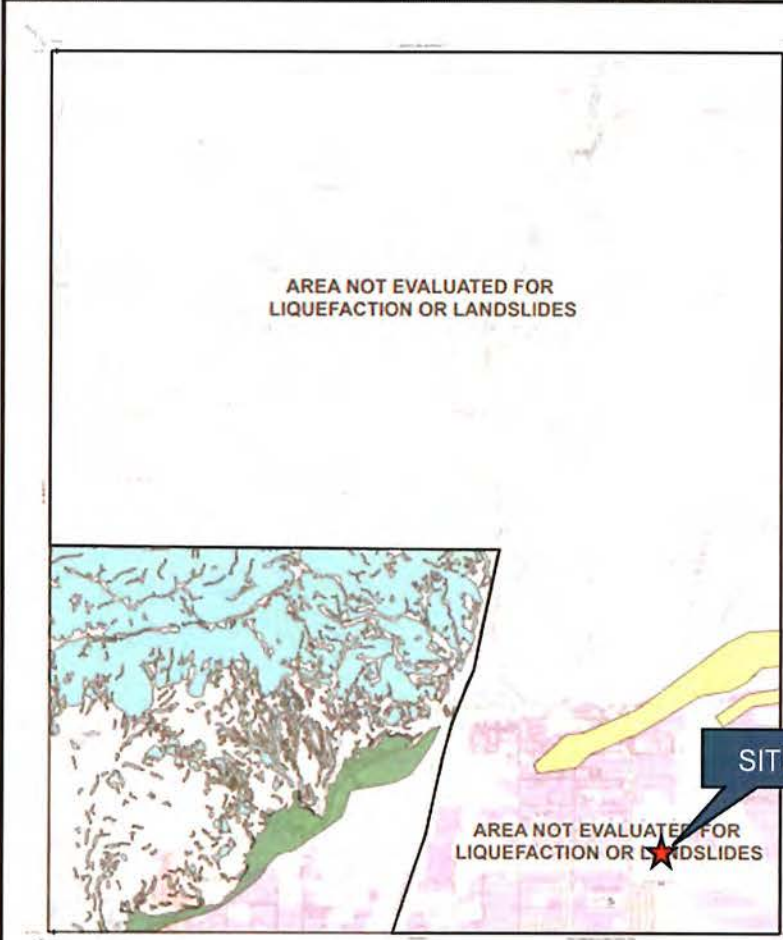 AREA NOT EVALUATED FOR
LIQUEFACTION OR LANDSLIDES
SIT
AREA NOT EVALUATED FOR
LIQUEFACTION OR LANDSLIDES